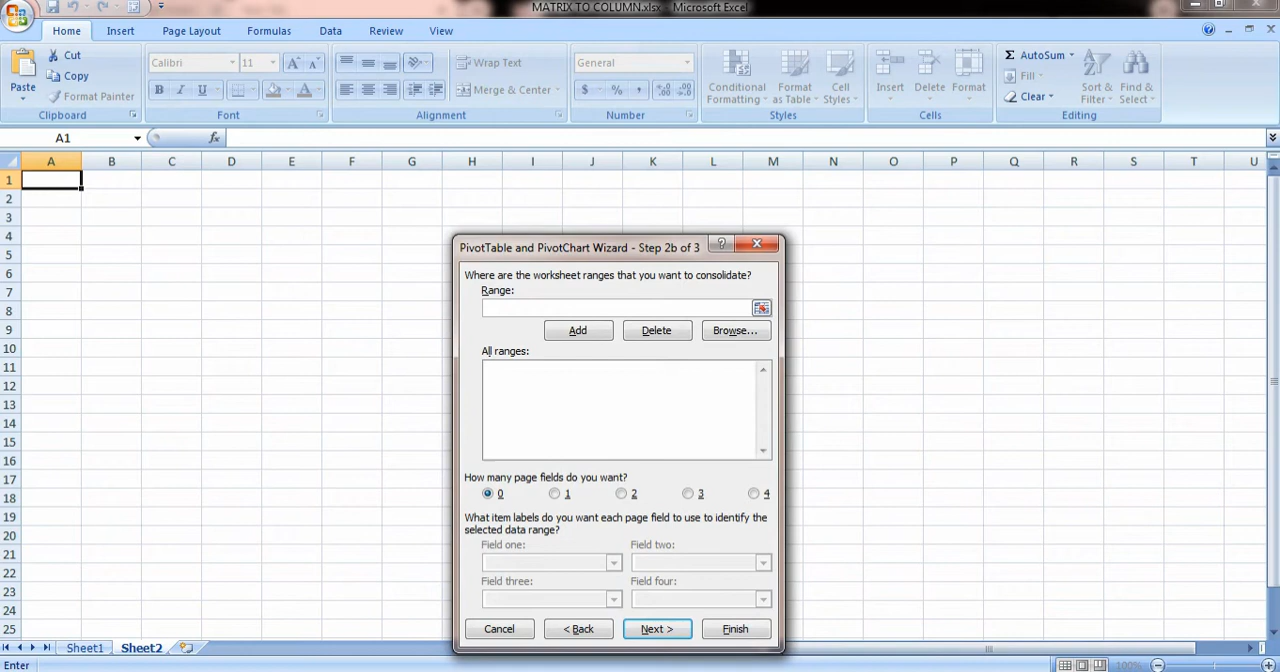 MATRIX TO COLUMN.xlsx - Microsoft Excel
Home Insert Page Layout Formulas Data Review View
Cut
Copy
Format Painter
Paste
Clipboard
Calibri 11
B I U
Font
Wrap Text
Merge & Center
Alignment
General
$ % ,
Number
Conditional Formatting
Format as Table
Cell Styles
Styles
Insert Delete Format
Cells
Σ AutoSum
Fill
Clear
Sort & Filter
Find & Select
Editing
A1 fx
A B C D E F G H I J K L M N O P Q R S T U
1
2
3
4
5
6
7
8
9
10
11
12
13
14
15
16
17
18
19
20
21
22
23
24
25
PivotTable and PivotChart Wizard - Step 2b of 3
Where are the worksheet ranges that you want to consolidate?
Range:
Add Delete Browse...
All ranges:
How many page fields do you want?
0 1 2 3 4
What item labels do you want each page field to use to identify the
selected data range?
Field one: Field two:
Field three: Field four:
Cancel < Back Next > Finish
Sheet1 Sheet2
Enter 100%